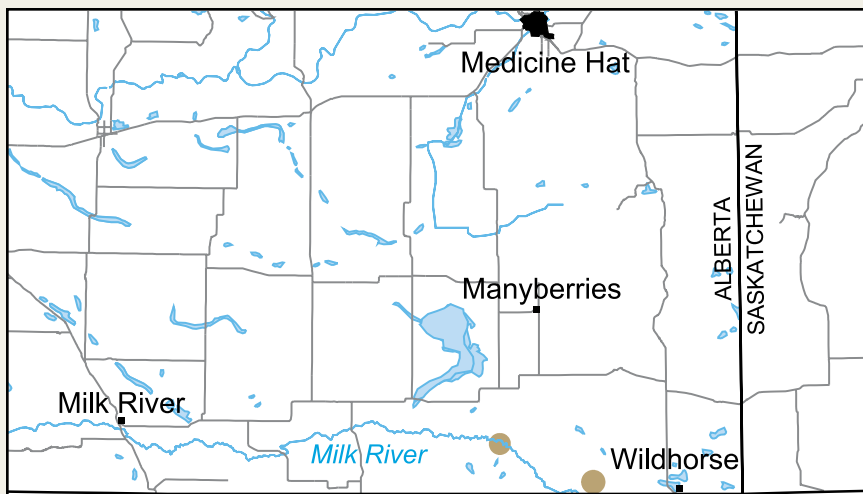 Medicine Hat
ALBERTA
SASKATCHEWAN
Manyberries
Milk River
Milk River
Wildhorse